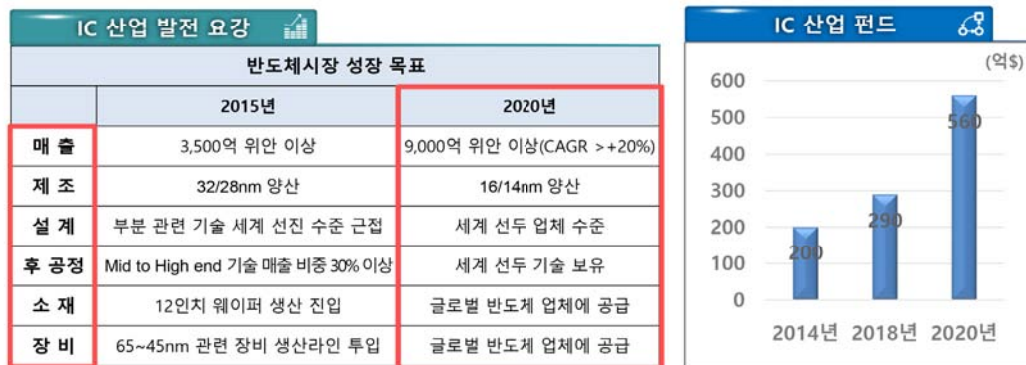 IC 산업 발전 요강
반도체시장 성장 목표
2015년 2020년
매 출 3,500억 위안 이상 9,000억 위안 이상(CAGR >+20%)
제 조 32/28nm 양산 16/14nm 양산
설 계 부분 관련 기술 세계 선진 수준 근접 세계 선두 업체 수준
후 공정 Mid to High end 기술 매출 비중 30% 이상 세계 선두 기술 보유
소 재 12인치 웨이퍼 생산 진입 글로벌 반도체 업체에 공급
장 비 65~45nm 관련 장비 생산라인 투입 글로벌 반도체 업체에 공급
IC 산업 펀드
(억$)
600
500
400
300
200
100
0
200
290
560
2014년 2018년 2020년